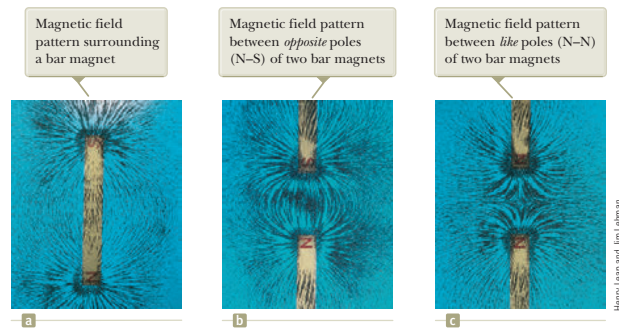 Magnetic field
pattern surrounding
a bar magnet
Magnetic field pattern
between opposite poles
(N–S) of two bar magnets
Magnetic field pattern
between like poles (N–N)
of two bar magnets
S
N
S
N
N
N
a
b
c
Henry Leap and Jim Lehman